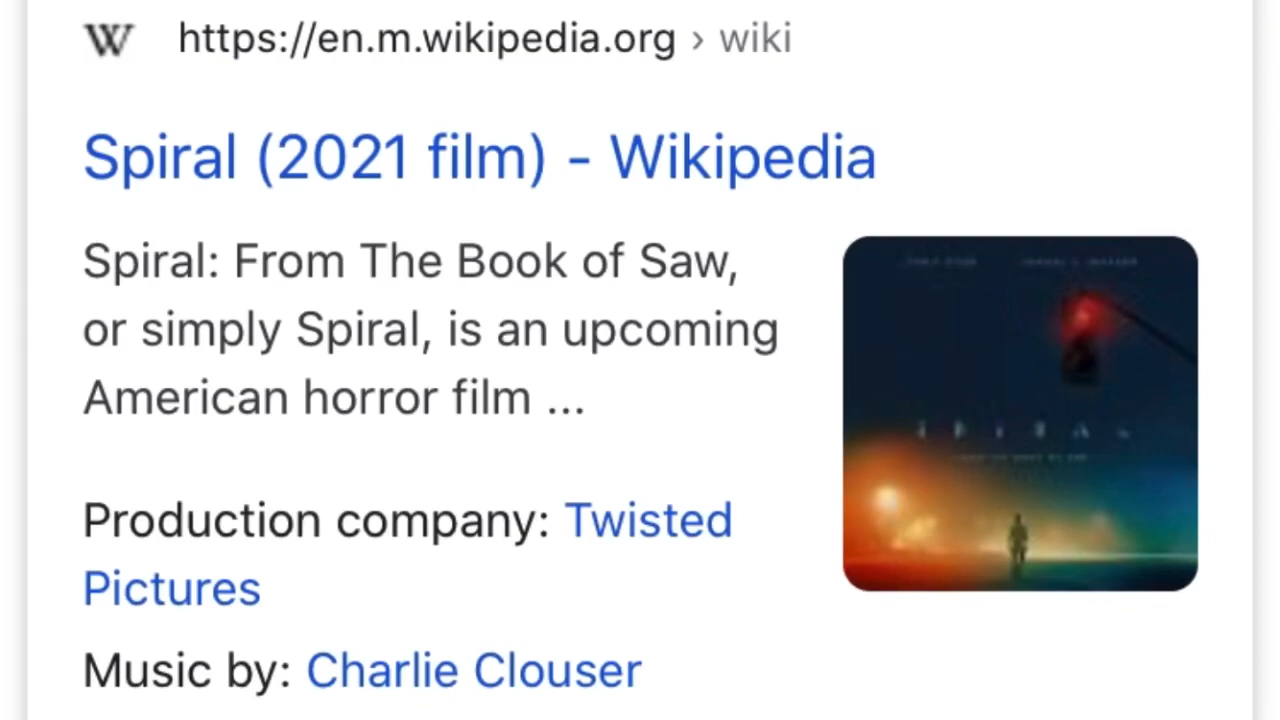 W https://en.m.wikipedia.org › wiki
Spiral (2021 film) - Wikipedia
Spiral: From The Book of Saw,
or simply Spiral, is an upcoming
American horror film ...
SPIRAL
Production company: Twisted
Pictures
Music by: Charlie Clouser